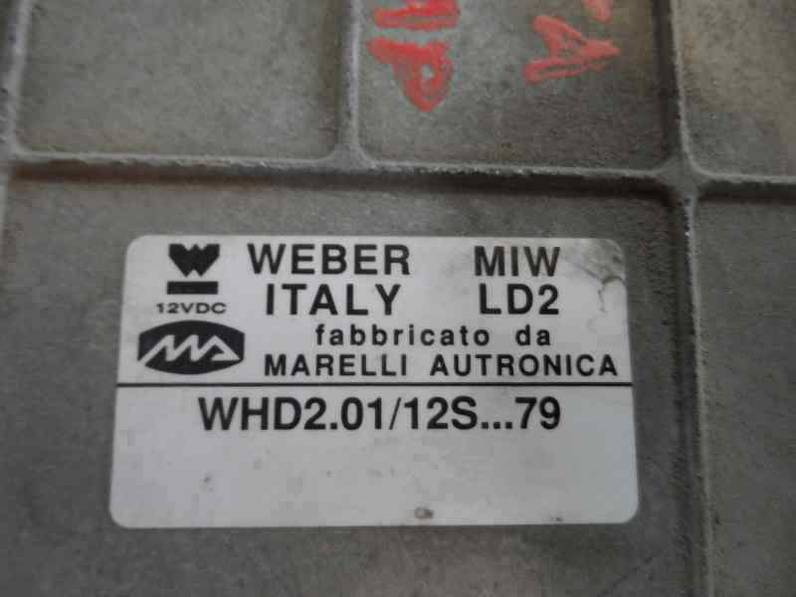 WEBER MIW
12VDC ITALY LD2
fabbricato da
MARELLI AUTRONICA
WHD2.01/12S...79